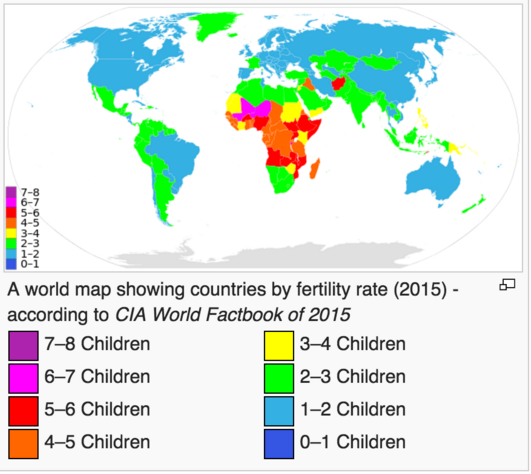 7-8
6-7
5-6
4-5
3-4
2-3
1-2
0-1
A world map showing countries by fertility rate (2015) -
according to CIA World Factbook of 2015
7–8 Children
6–7 Children
5–6 Children
4–5 Children
3–4 Children
2–3 Children
1–2 Children
0–1 Children